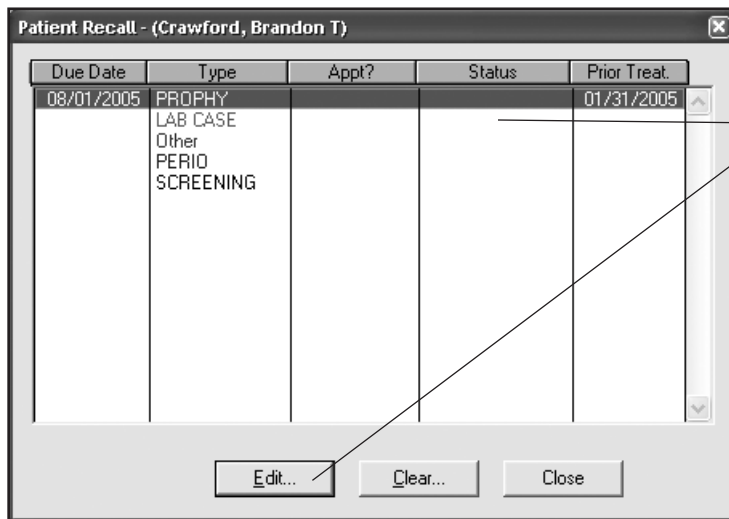 Patient Recall - (Crawford, Brandon T)
Due Date Type Appt? Status Prior Treat.
08/01/2005 PROPHY 01/31/2005
LAB CASE
Other
PERIO
SCREENING
Edit... Clear... Close